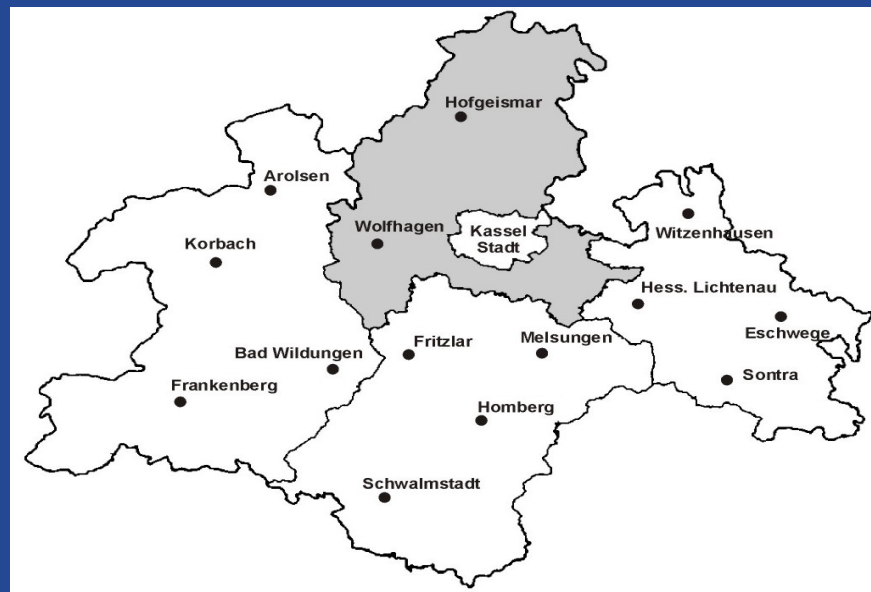 Hofgeismar
Arolsen
Wolfhagen
Kassel
Stadt
Witzenhausen
Korbach
Hess. Lichtenau
Eschwege
Bad Wildungen
Fritzlar
Melsungen
Sontra
Frankenberg
Homberg
Schwalmstadt